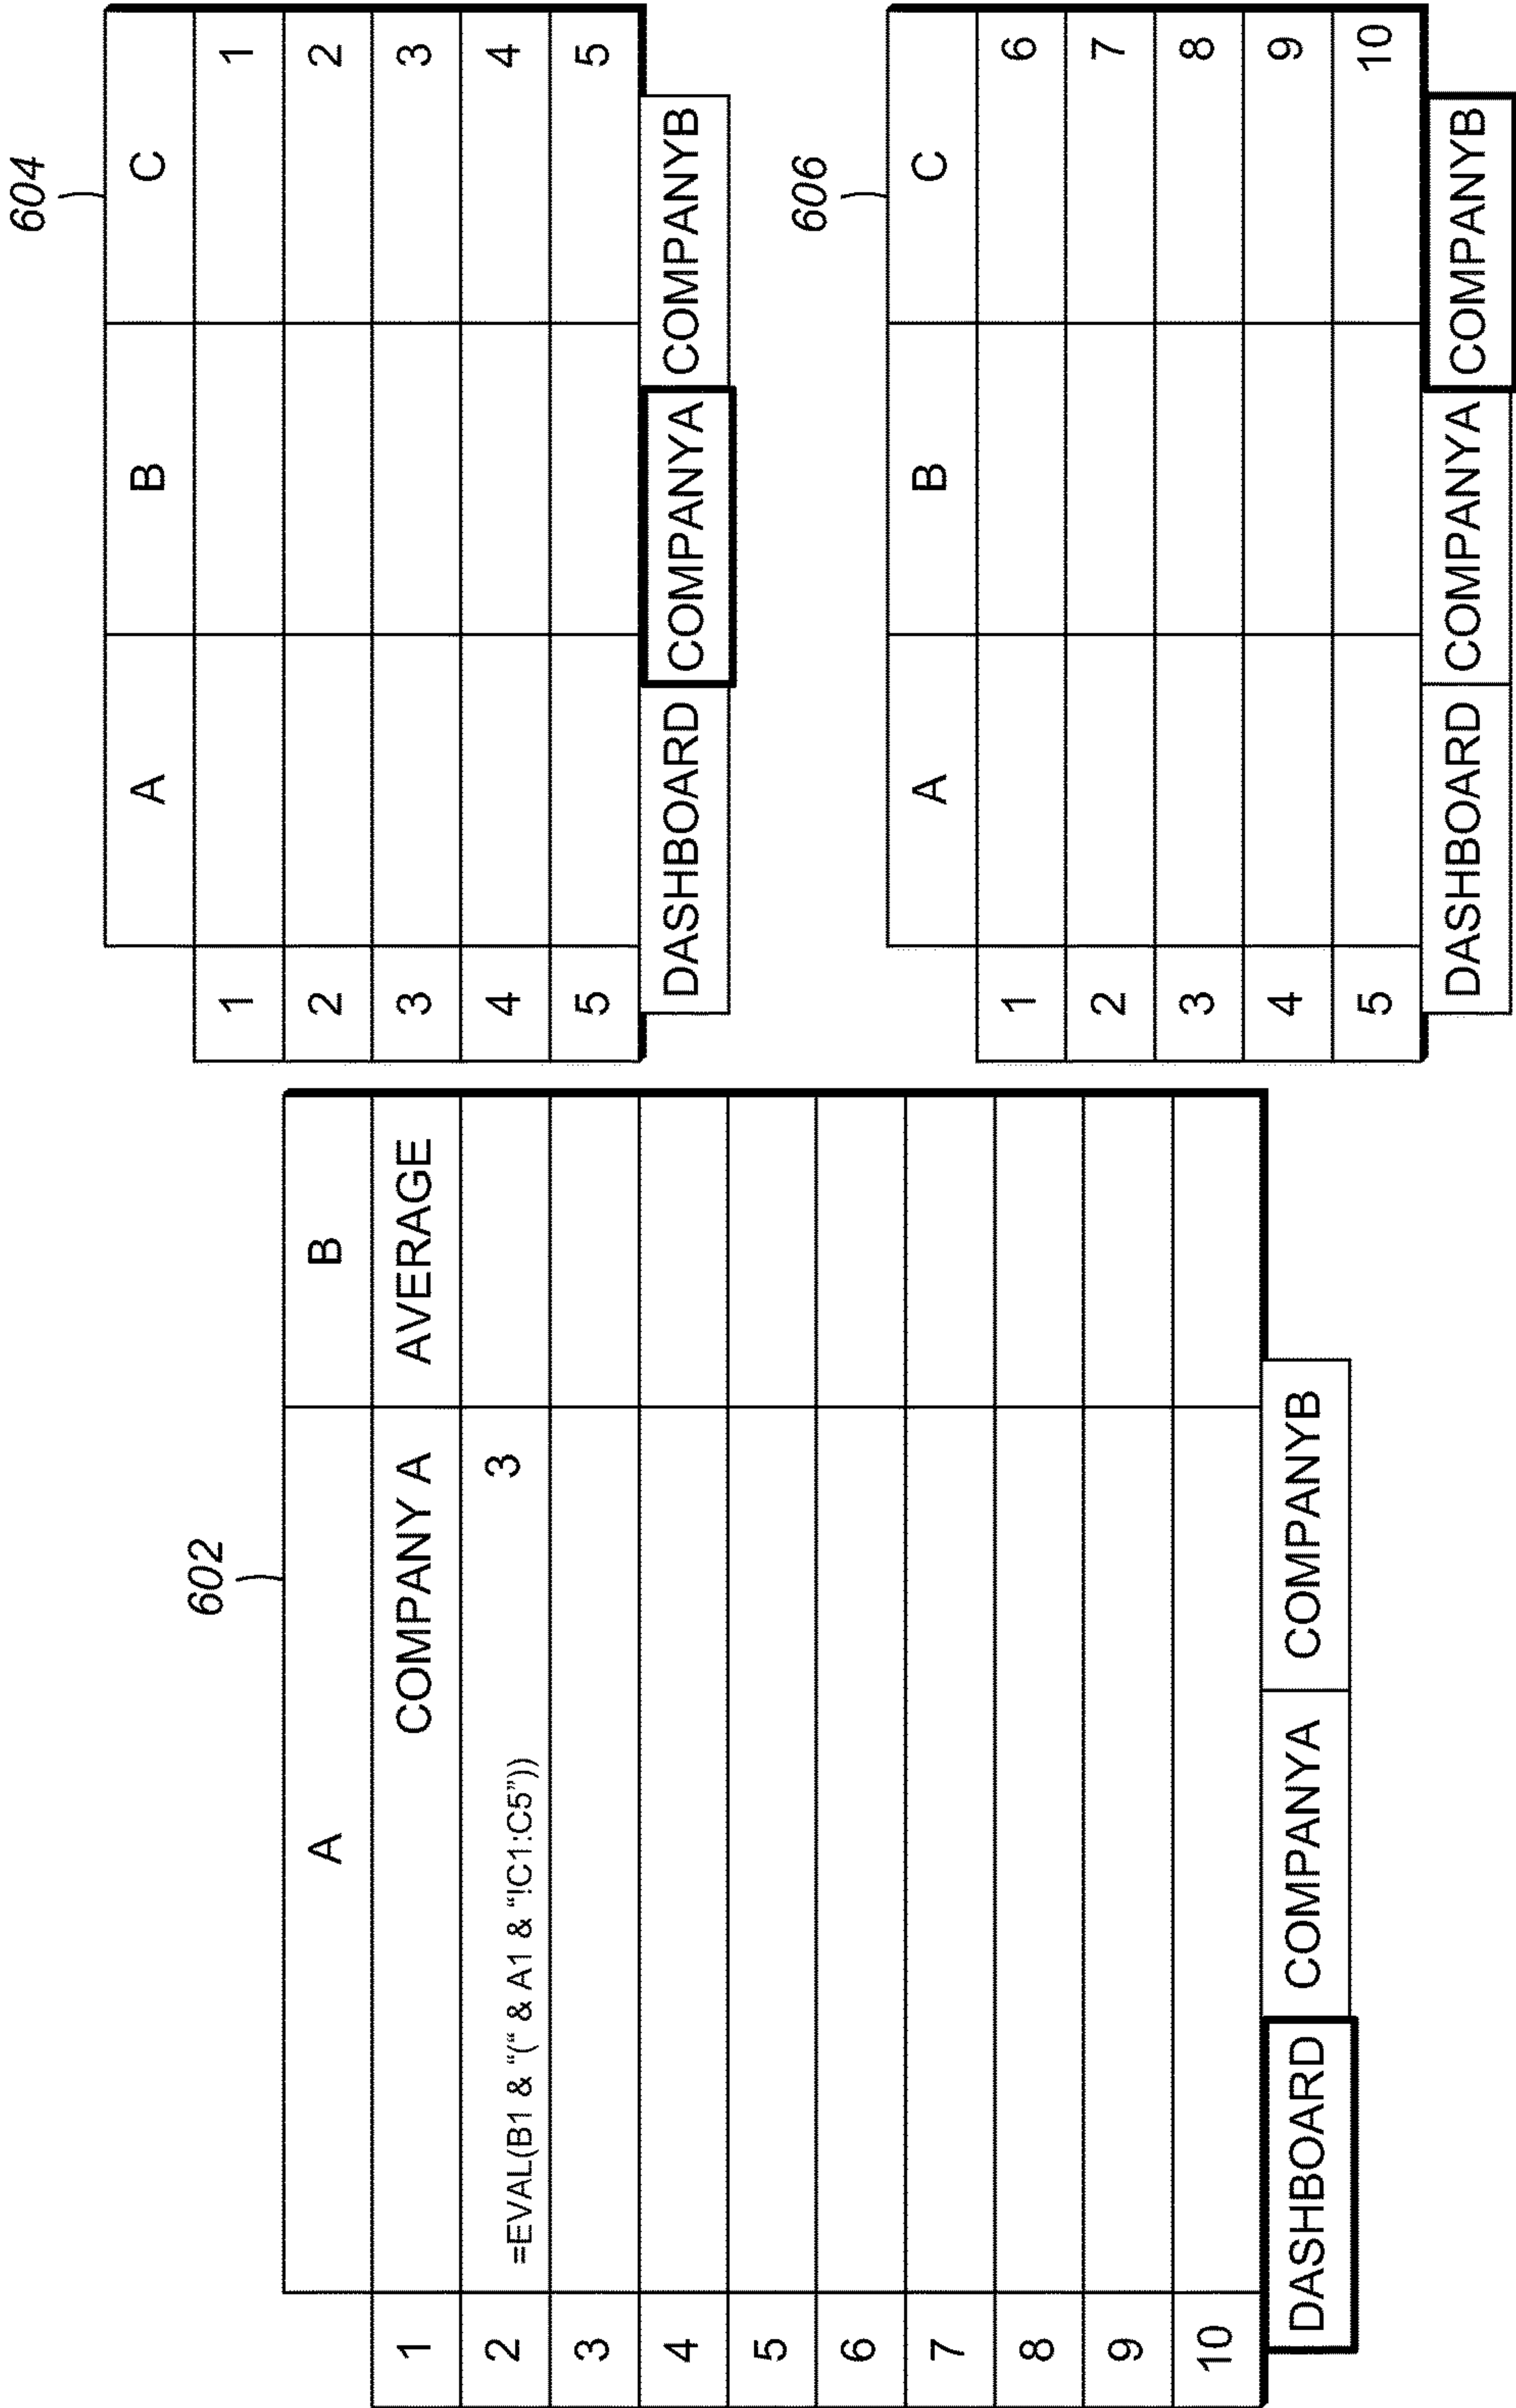 602
A B
1 COMPANY A AVERAGE
2 =EVAL(B1 & “(“ & A1 & “!C1:C5”)) 3
3
4
5
6
7
8
9
10
DASHBOARD COMPANYA COMPANYB
604
A B C
1 1
2 2
3 3
4 4
5 5
DASHBOARD COMPANYA COMPANYB
606
A B C
1 6
2 7
3 8
4 9
5 10
DASHBOARD COMPANYA COMPANYB